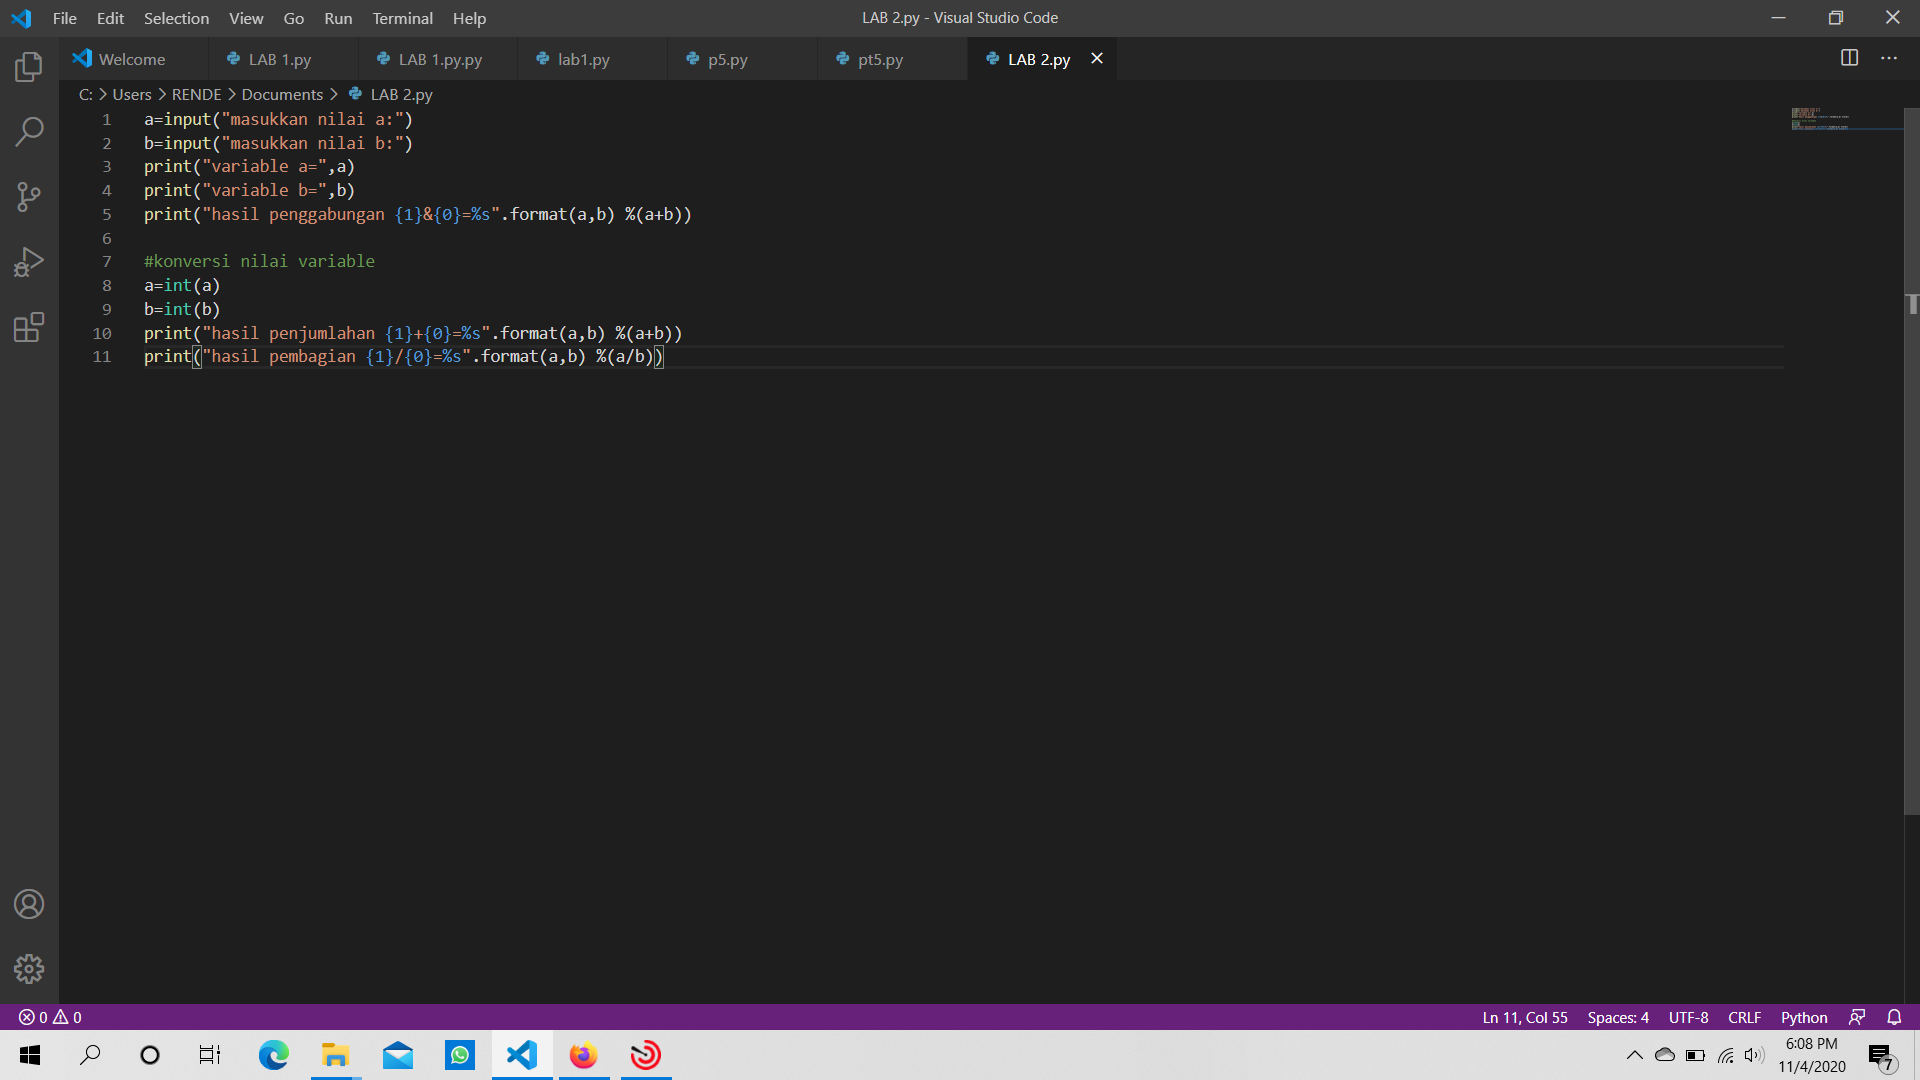 File Edit Selection View Go Run Terminal Help LAB 2.py - Visual Studio Code
Welcome LAB 1.py LAB 1.py.py lab1.py p5.py pt5.py LAB 2.py
C: > Users > RENDE > Documents > LAB 2.py
1 a=input("masukkan nilai a:")
2 b=input("masukkan nilai b:")
3 print("variable a=",a)
4 print("variable b=",b)
5 print("hasil penggabungan {1}&{0}=%s".format(a,b) %(a+b))
6
7 #konversi nilai variable
8 a=int(a)
9 b=int(b)
10 print("hasil penjumlahan {1}+{0}=%s".format(a,b) %(a+b))
11 print("hasil pembagian {1}/{0}=%s".format(a,b) %(a/b))
0 0 Ln 11, Col 55 Spaces: 4 UTF-8 CRLF Python
6:08 PM
11/4/2020
7